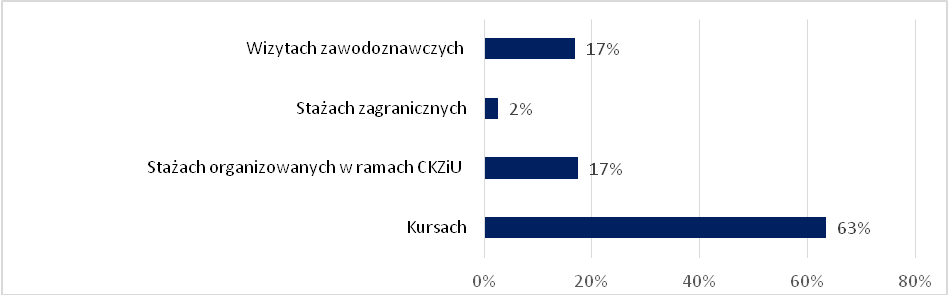 Wizytach zawodoznawczych 17%
Stażach zagranicznych 2%
Stażach organizowanych w ramach CKZiU 17%
Kursach 63%
0% 20% 40% 60% 80%